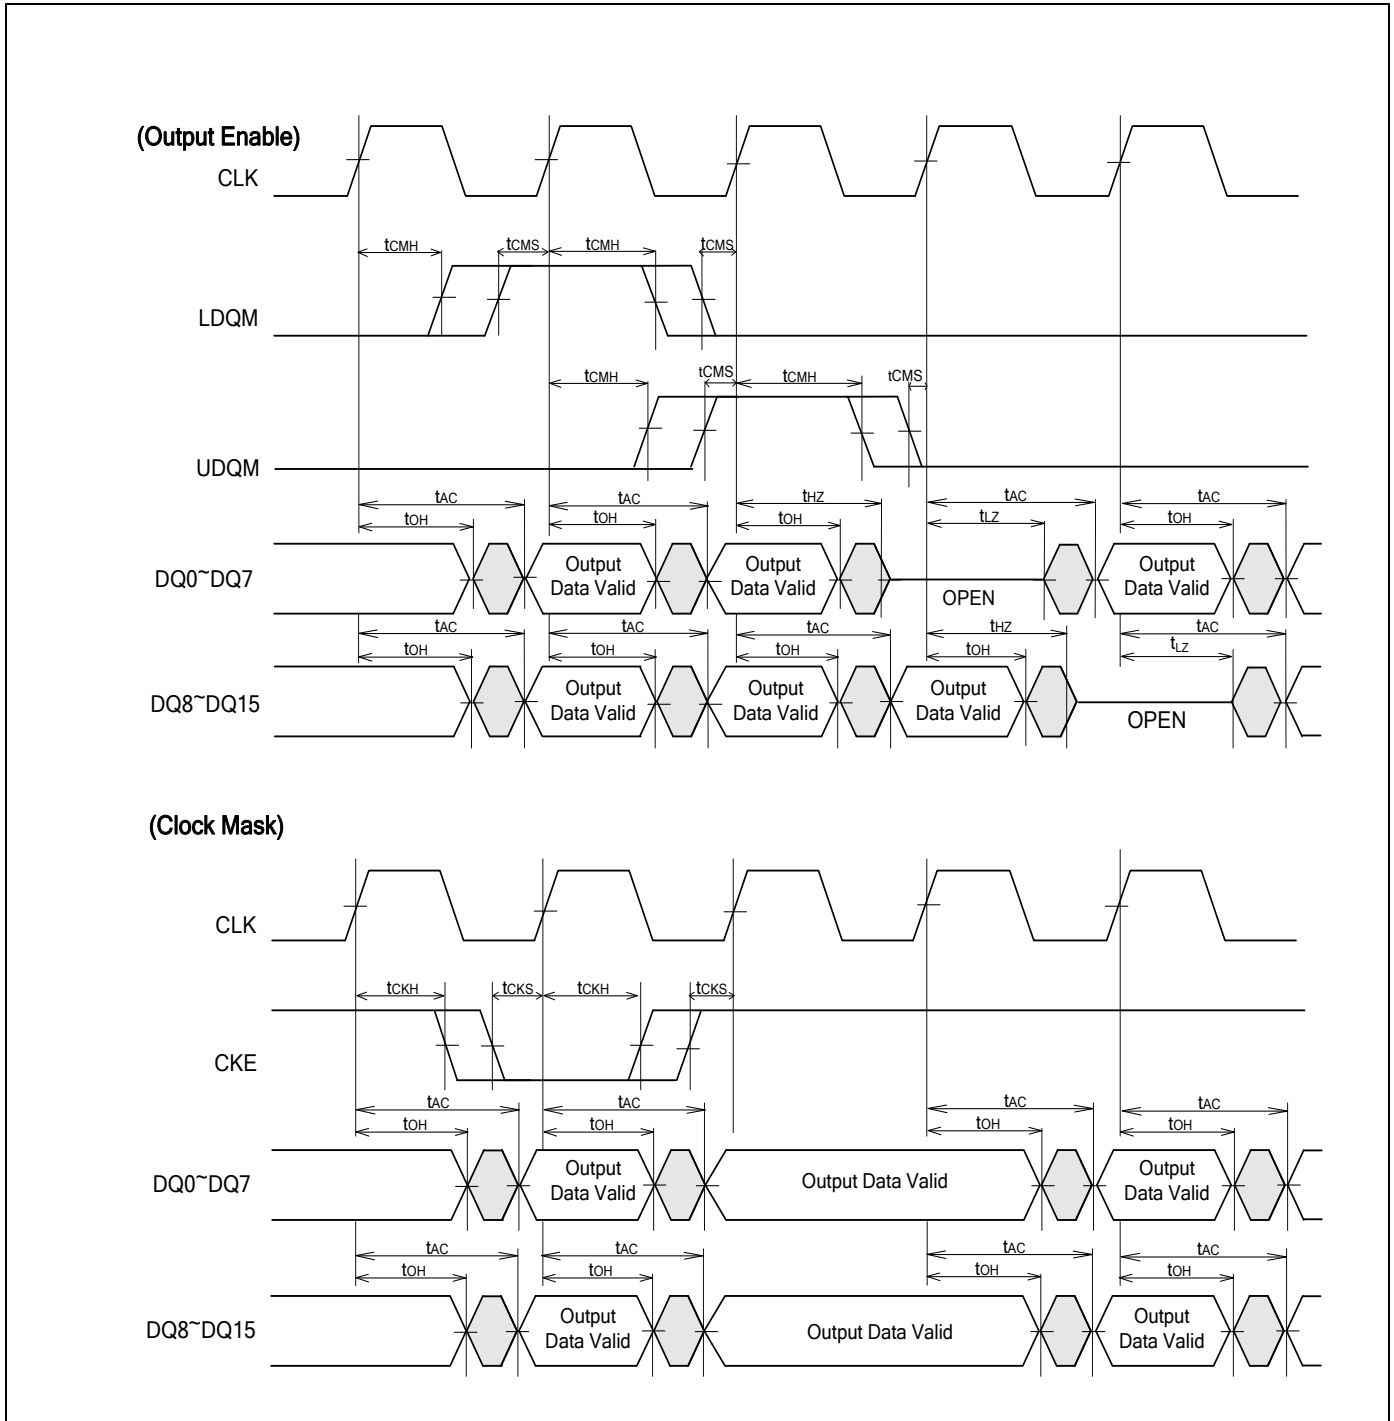 (Output Enable)
CLK
tCMH tCMS tCMH tCMS
LDQM
tCMH tCMS tCMH tCMS
UDQM
tAC tAC tHZ tAC tAC
tOH tOH tOH tLZ tOH
DQ0~DQ7
Output Data Valid
Output Data Valid
OPEN
Output Data Valid
tAC tAC tAC tHZ tAC
tOH tOH tOH tOH tLZ
DQ8~DQ15
Output Data Valid
Output Data Valid
Output Data Valid
OPEN
(Clock Mask)
CLK
tCKH tCKS tCKH tCKS
CKE
tAC tAC tAC tAC
tOH tOH tOH tOH
DQ0~DQ7
Output Data Valid
Output Data Valid
Output Data Valid
tAC tAC tAC tAC
tOH tOH tOH tOH
DQ8~DQ15
Output Data Valid
Output Data Valid
Output Data Valid